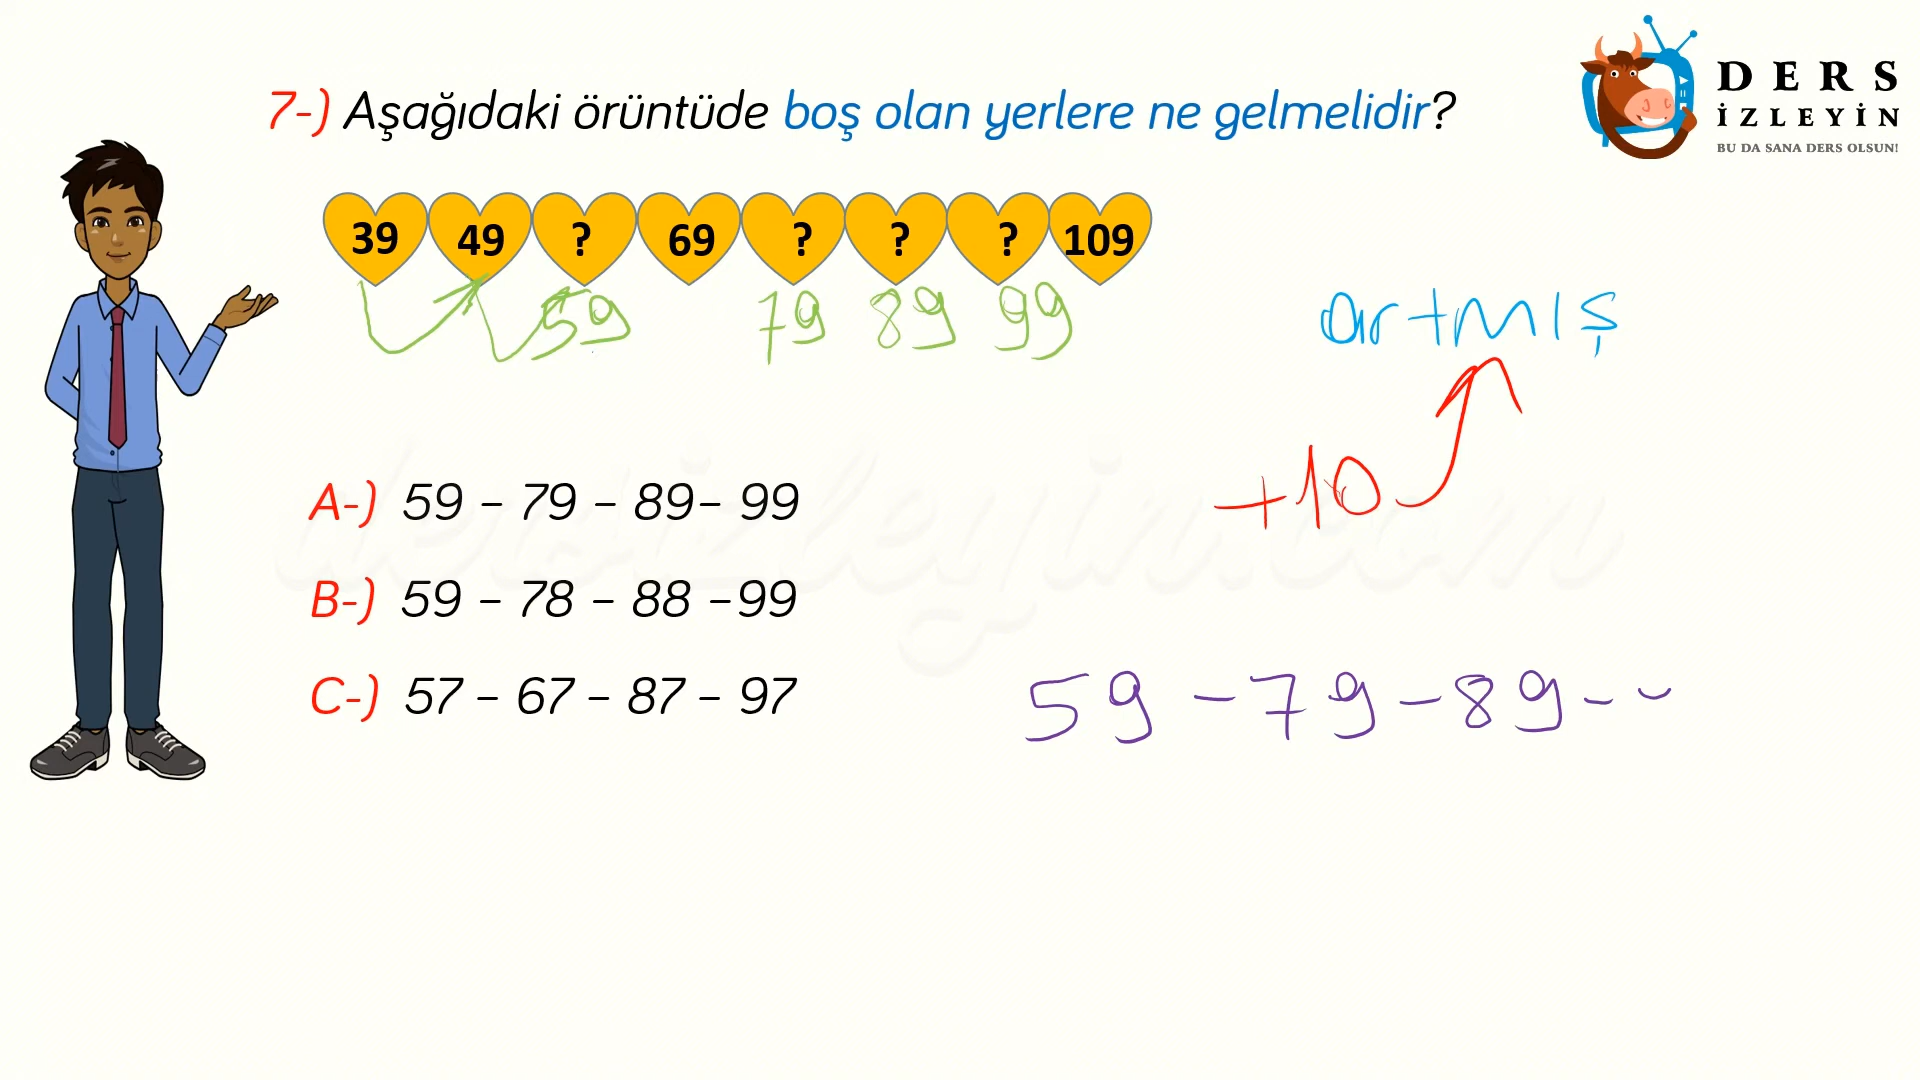 DERS
İZLEYİN
BU DA SANA DERS OLSUN!
7-) Aşağıdaki örüntüde boş olan yerlere ne gelmelidir?
39 49 ? 69 ? ? ? 109
59 79 89 99
artmış
+10
A-) 59 – 79 – 89– 99
B-) 59 – 78 – 88 –99
C-) 57 – 67 – 87 – 97
59 – 79 – 89 –
dersizleyin.com